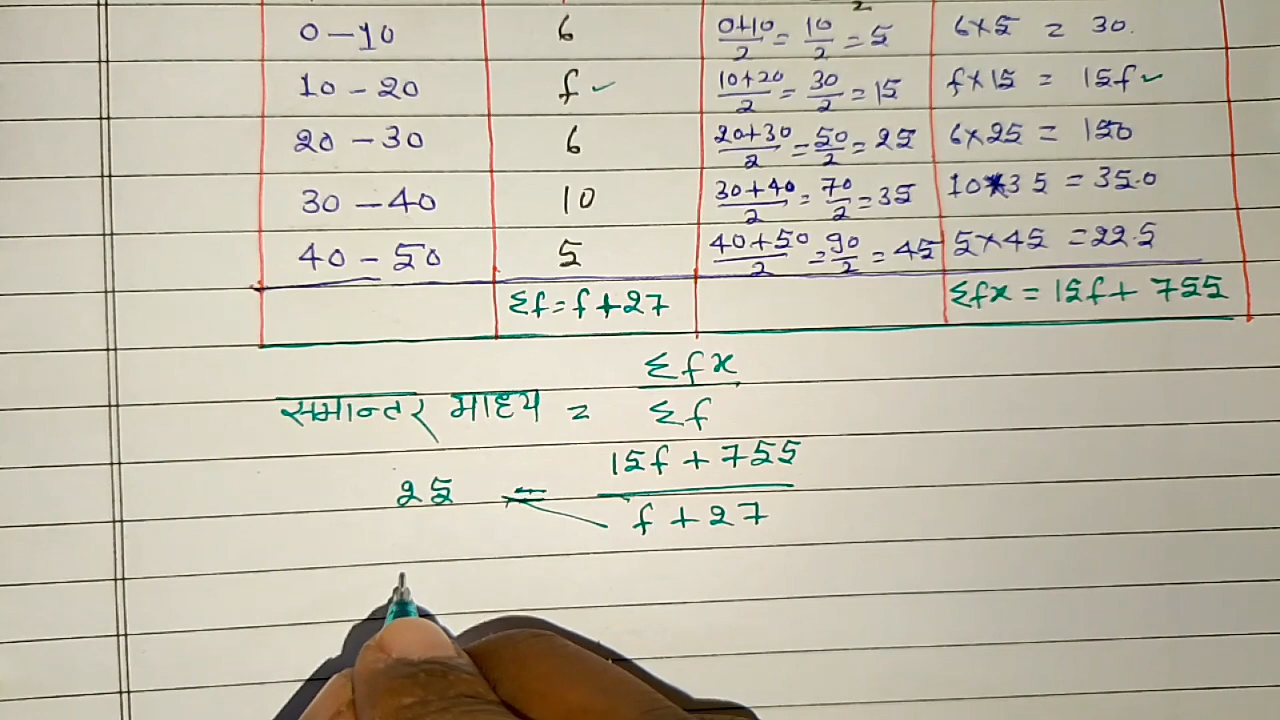 2
0-10 6 0+10/2 = 10/2 = 5 6×5 = 30.
10-20 f ✓ 10+20/2 = 30/2 = 15 f×15 = 15f ✓
20-30 6 20+30/2 = 50/2 = 25 6×25 = 150
30-40 10 30+40/2 = 70/2 = 35 10×35 = 350
40-50 5 40+50/2 = 90/2 = 45 5×45 = 225
Σf = f+27 Σfx = 15f + 755
समान्तर माध्य = Σfx/Σf
25 = 15f + 755/f + 27